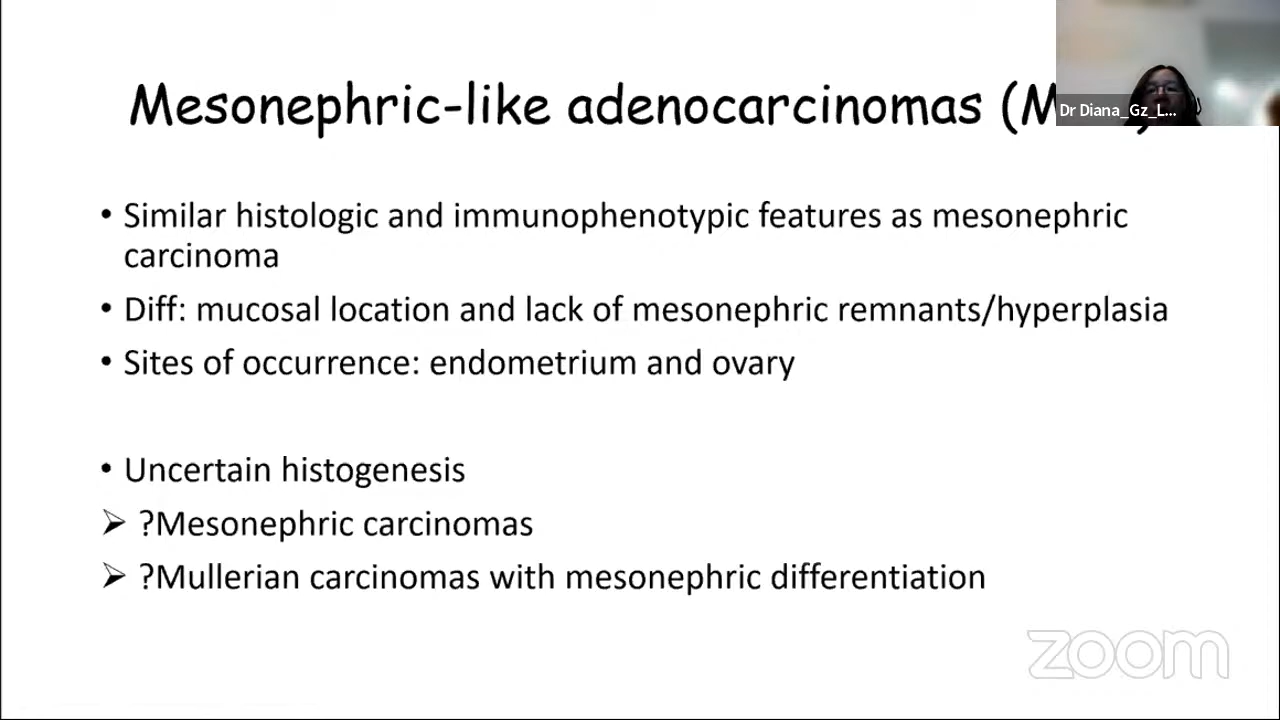 Mesonephric-like adenocarcinomas (M
Dr Diana_Gz_L...
• Similar histologic and immunophenotypic features as mesonephric
carcinoma
• Diff: mucosal location and lack of mesonephric remnants/hyperplasia
• Sites of occurrence: endometrium and ovary
• Uncertain histogenesis
➢ ?Mesonephric carcinomas
➢ ?Mullerian carcinomas with mesonephric differentiation
zoom